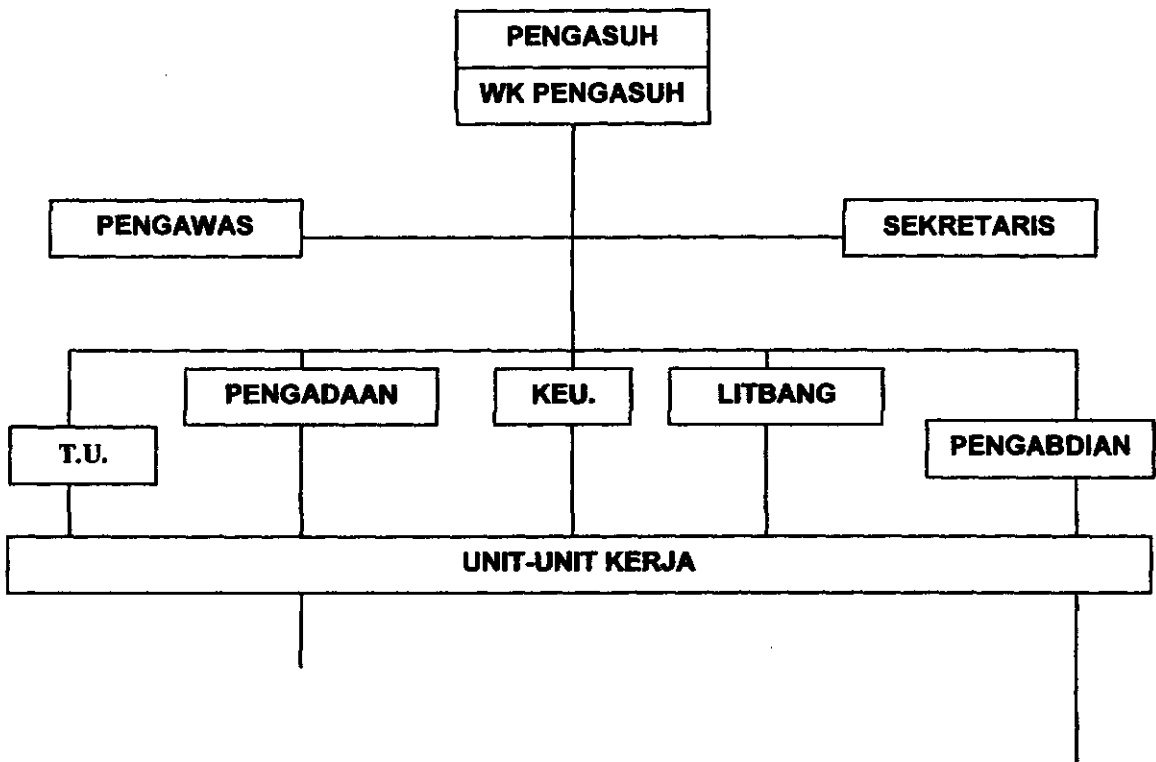 PENGASUH
WK PENGASUH
PENGAWAS
SEKRETARIS
PENGADAAN
KEU.
LITBANG
T.U.
PENGABDIAN
UNIT-UNIT KERJA